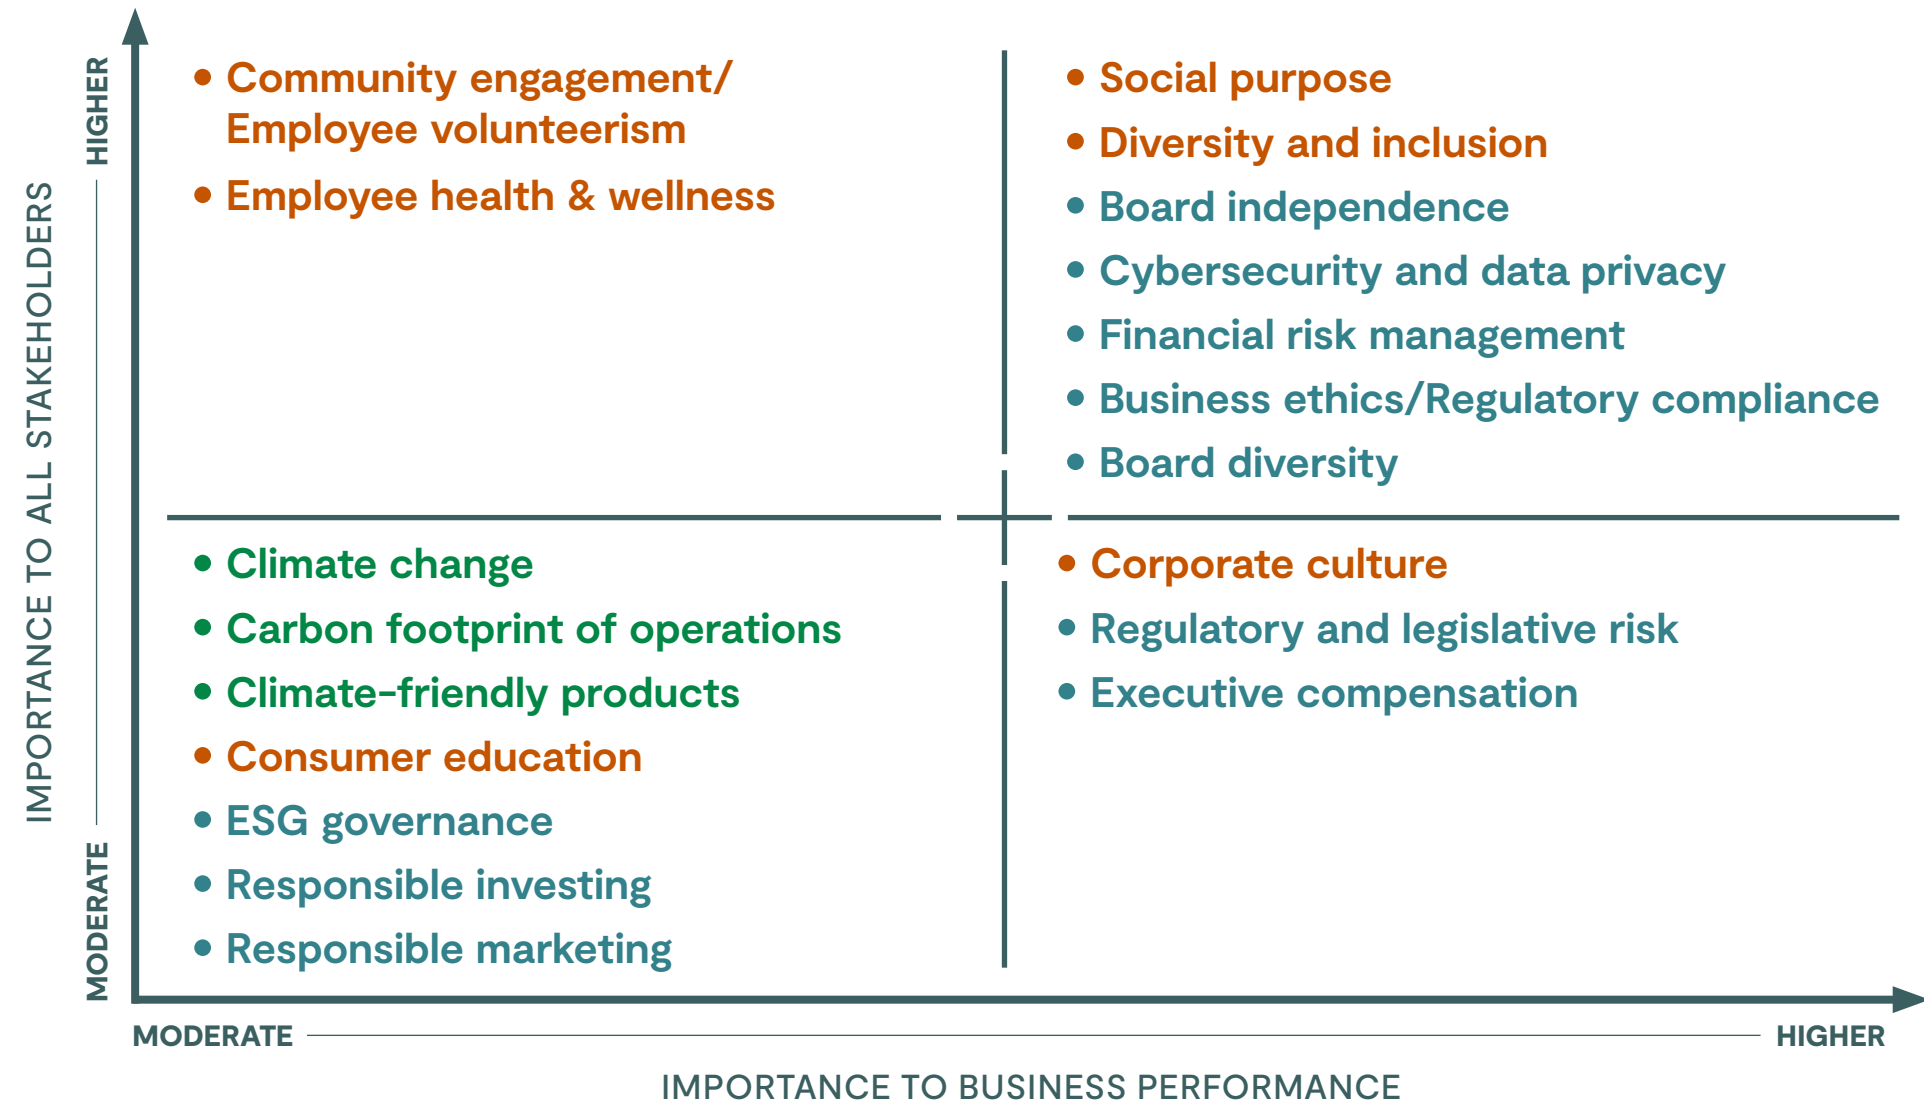 IMPORTANCE TO ALL STAKEHOLDERS
HIGHER
MODERATE
• Community engagement/
Employee volunteerism
• Employee health & wellness
• Social purpose
• Diversity and inclusion
• Board independence
• Cybersecurity and data privacy
• Financial risk management
• Business ethics/Regulatory compliance
• Board diversity
• Climate change
• Carbon footprint of operations
• Climate-friendly products
• Consumer education
• ESG governance
• Responsible investing
• Responsible marketing
• Corporate culture
• Regulatory and legislative risk
• Executive compensation
MODERATE
HIGHER
IMPORTANCE TO BUSINESS PERFORMANCE